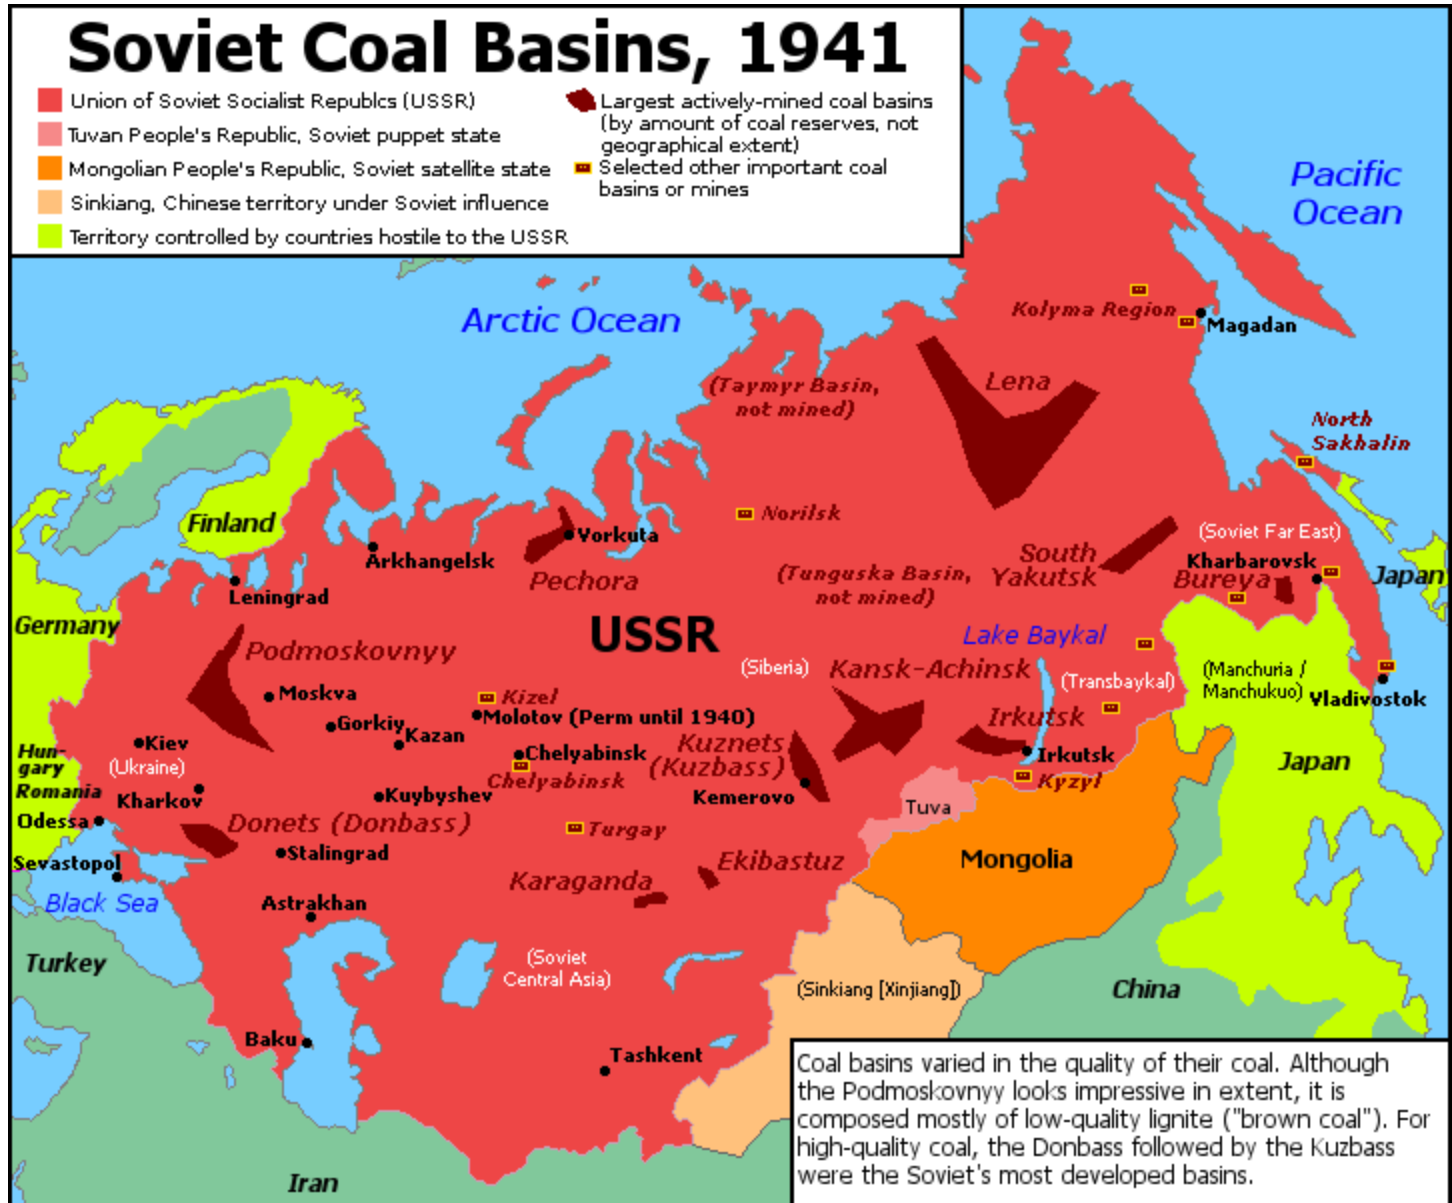 Soviet Coal Basins, 1941
Union of Soviet Socialist Republcs (USSR)
Tuvan People's Republic, Soviet puppet state
Mongolian People's Republic, Soviet satellite state
Sinkiang, Chinese territory under Soviet influence
Territory controlled by countries hostile to the USSR
Largest actively-mined coal basins
(by amount of coal reserves, not
geographical extent)
Selected other important coal
basins or mines
Pacific
Ocean
Arctic Ocean
Kolyma Region
Magadan
(Taymyr Basin,
not mined)
Lena
North
Sakhalin
Finland
Norilsk
Vorkuta
Arkhangelsk
Pechora
(Soviet Far East)
South
Yakutsk
Kharbarovsk
Bureya
Japan
(Tunguska Basin,
not mined)
Leningrad
Germany
USSR
Lake Baykal
Podmoskovnyy
(Siberia)
Kansk-Achinsk
(Transbaykal)
(Manchuria /
Manchukuo)
Vladivostok
Moskva
Kizel
Molotov (Perm until 1940)
Gorkiy
Kazan
Irkutsk
Kiev
(Ukraine)
Hun-
gary
Chelyabinsk
Chelyabinsk
Kuznets
(Kuzbass)
Irkutsk
Japan
Romania
Kharkov
Kuybyshev
Kemerovo
Kyzyl
Tuva
Odessa
Donets (Donbass)
Turgay
Stalingrad
Sevastopol
Ekibastuz
Mongolia
Karaganda
Black Sea
Astrakhan
Turkey
(Soviet
Central Asia)
(Sinkiang [Xinjiang])
China
Baku
Tashkent
Iran
Coal basins varied in the quality of their coal. Although
the Podmoskovnyy looks impressive in extent, it is
composed mostly of low-quality lignite ("brown coal"). For
high-quality coal, the Donbass followed by the Kuzbass
were the Soviet's most developed basins.